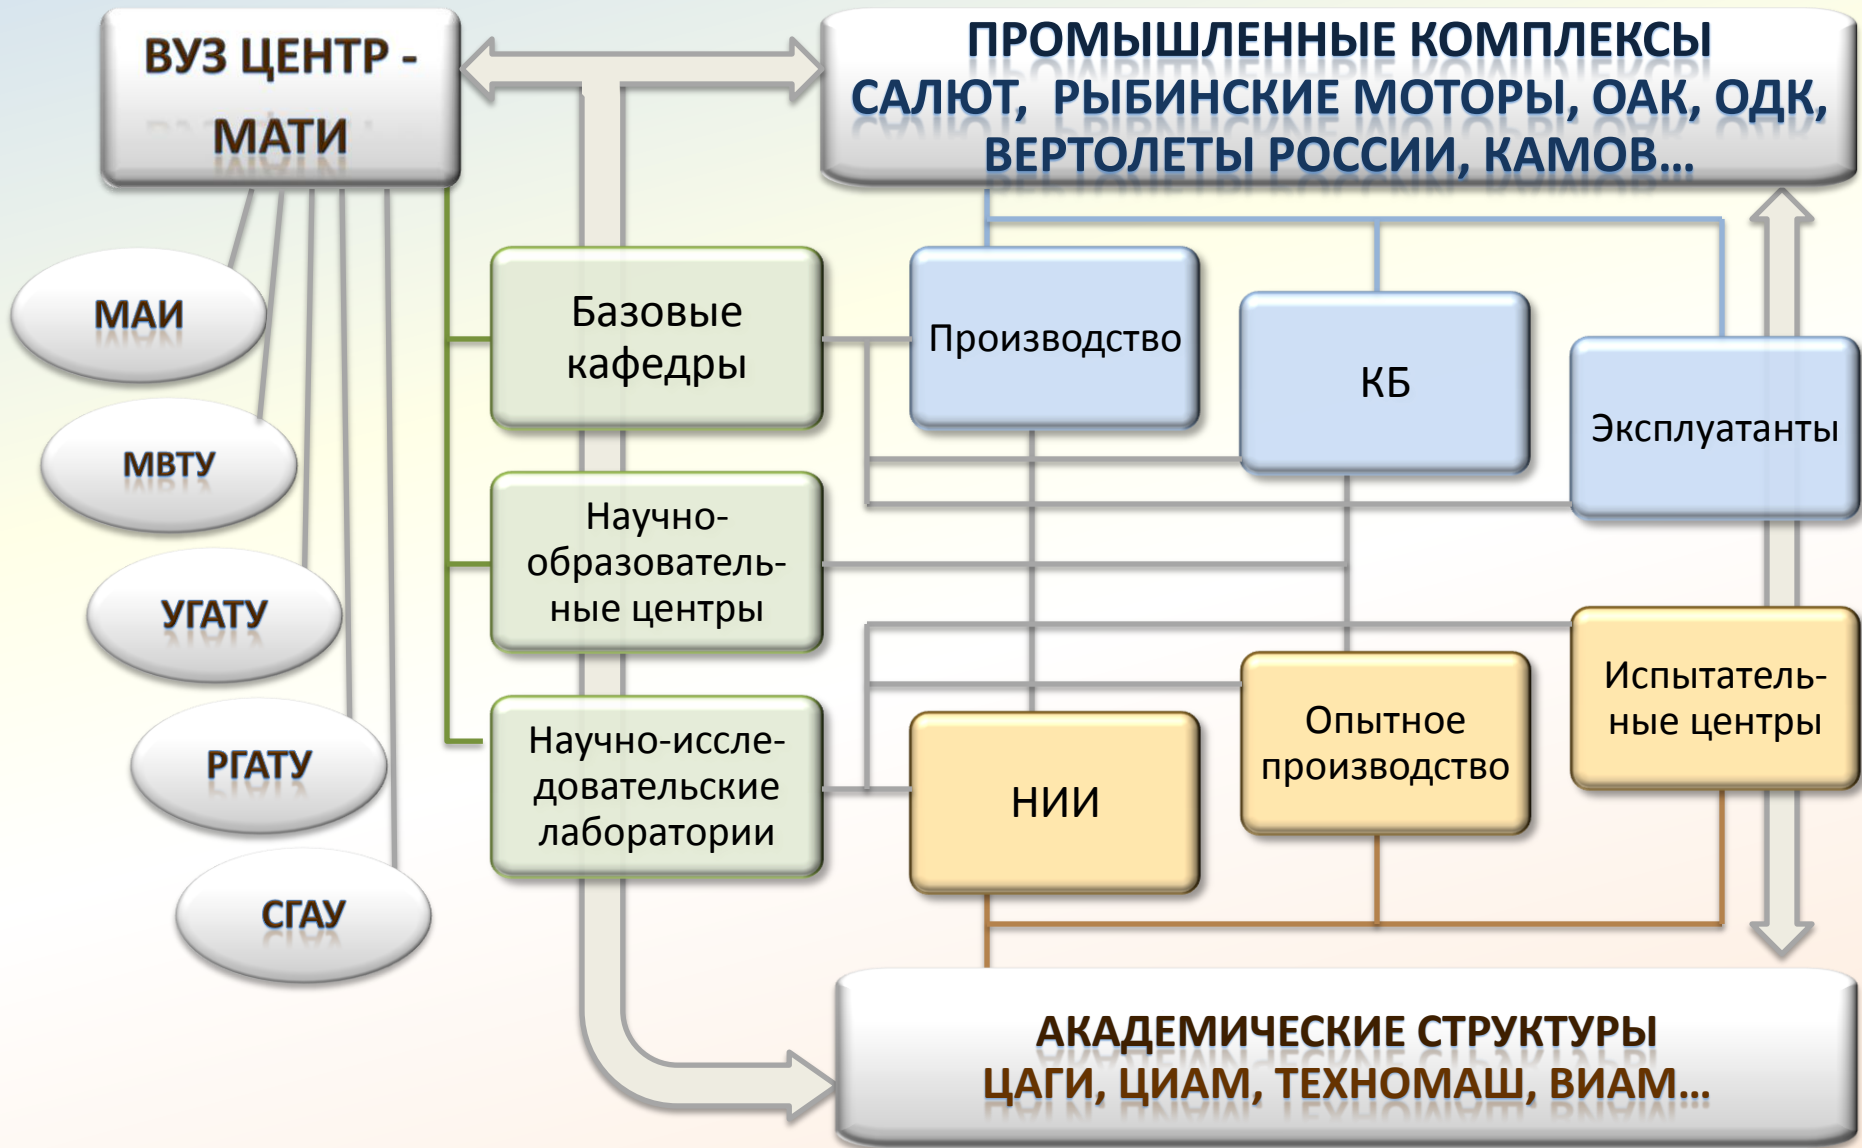 ВУЗ ЦЕНТР -
МАТИ
ПРОМЫШЛЕННЫЕ КОМПЛЕКСЫ
САЛЮТ, РЫБИНСКИЕ МОТОРЫ, ОАК, ОДК,
ВЕРТОЛЕТЫ РОССИИ, КАМОВ...
МАИ
МВТУ
УГАТУ
РГАТУ
СГАУ
Базовые
кафедры
Научно-
образователь-
ные центры
Научно-иссле-
довательские
лаборатории
Производство
КБ
Эксплуатанты
НИИ
Опытное
производство
Испытатель-
ные центры
АКАДЕМИЧЕСКИЕ СТРУКТУРЫ
ЦАГИ, ЦИАМ, ТЕХНОМАШ, ВИАМ...